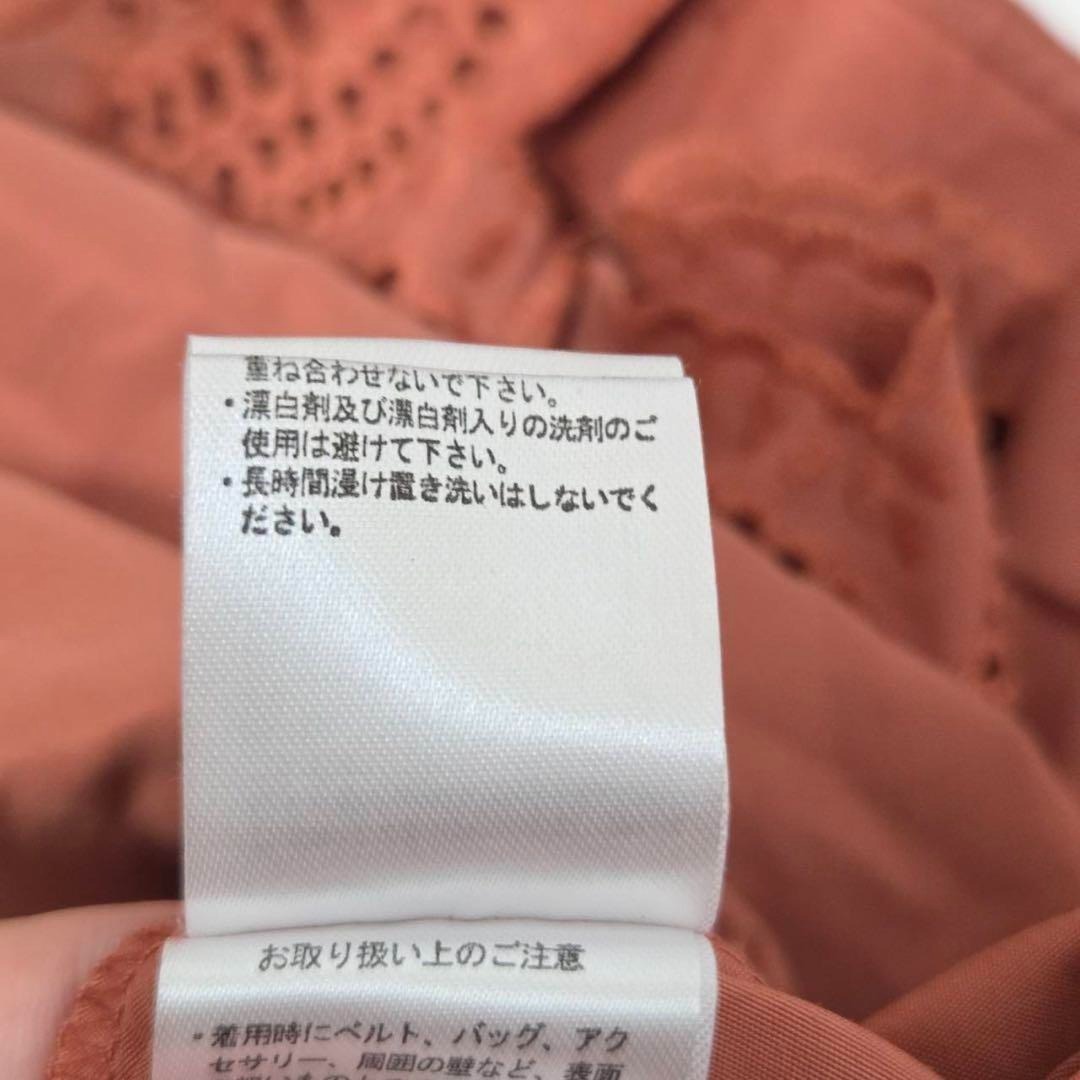 重ね合わせないで下さい。
・漂白剤及び漂白剤入りの洗剤のご
使用は避けて下さい。
・長時間浸け置き洗いはしないでく
ださい。
お取り扱い上のご注意
・着用時にベルト、バッグ、アク
セサリー、周囲の壁など、表面